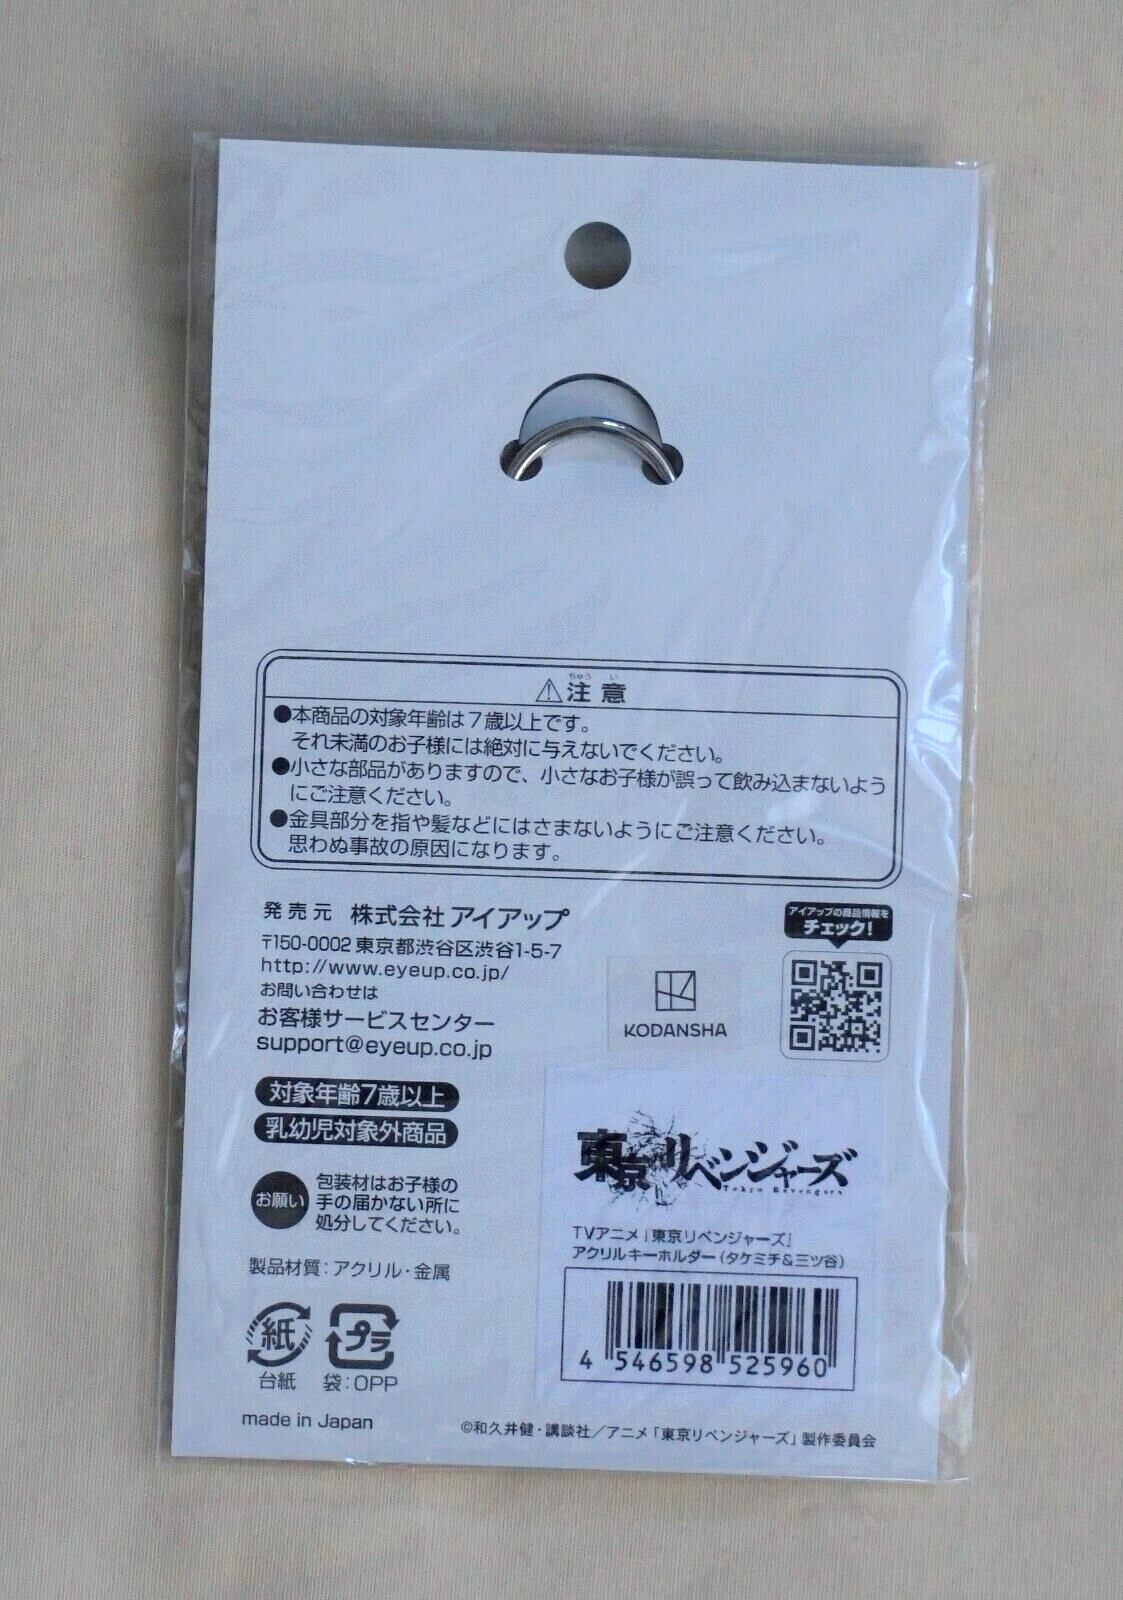 ちゅう い
⚠注意
●本商品の対象年齢は7歳以上です。
それ未満のお子様には絶対に与えないでください。
●小さな部品がありますので、小さなお子様が誤って飲み込まないよう
にご注意ください。
●金具部分を指や髪などにはさまないようにご注意ください。
思わぬ事故の原因になります。
発売元 株式会社アイアップ
〒150-0002 東京都渋谷区渋谷1-5-7
http://www.eyeup.co.jp/
お問い合わせは
お客様サービスセンター
support@eyeup.co.jp
アイアップの商品情報を
チェック!
KODANSHA
対象年齢7歳以上
乳幼児対象外商品
お願い
包装材はお子様の
手の届かない所に
処分してください。
製品材質:アクリル・金属
紙
台紙
プラ
袋:OPP
made in Japan
東京リベンジャーズ
Tokyo Revengers
TVアニメ『東京リベンジャーズ』
アクリルキーホルダー(タケミチ&三ツ谷)
4 546598 525960
©和久井健・講談社/アニメ「東京リベンジャーズ」製作委員会